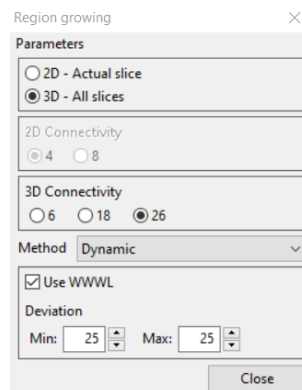 Region growing
Parameters
2D - Actual slice
3D - All slices
2D Connectivity
4 8
3D Connectivity
6 18 26
Method Dynamic
Use WWWL
Deviation
Min: 25 Max: 25
Close